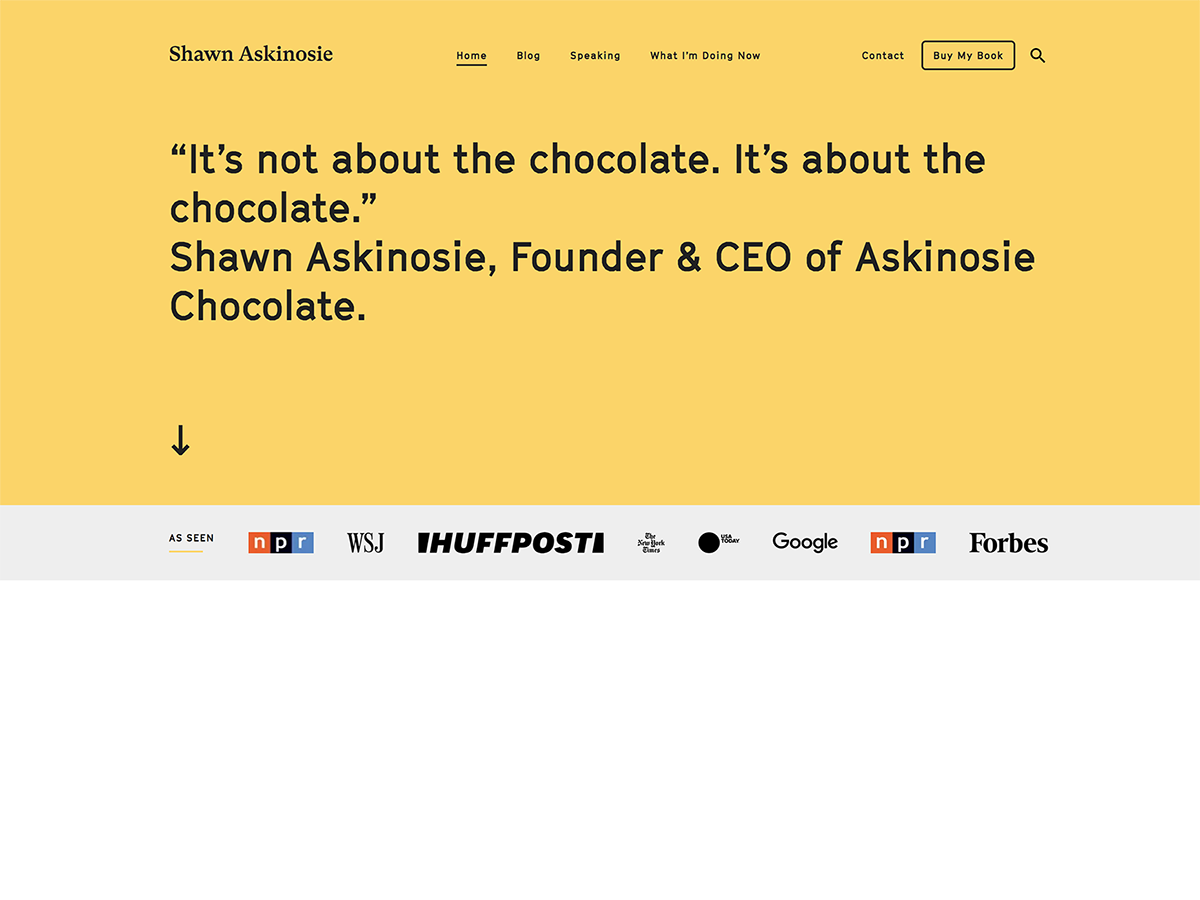 Shawn Askinosie
Home Blog Speaking What I’m Doing Now Contact Buy My Book
“It’s not about the chocolate. It’s about the
chocolate.”
Shawn Askinosie, Founder & CEO of Askinosie
Chocolate.
AS SEEN
npr
WSJ
HUFFPOST
The
New York
Times
USA
TODAY
Google
npr
Forbes